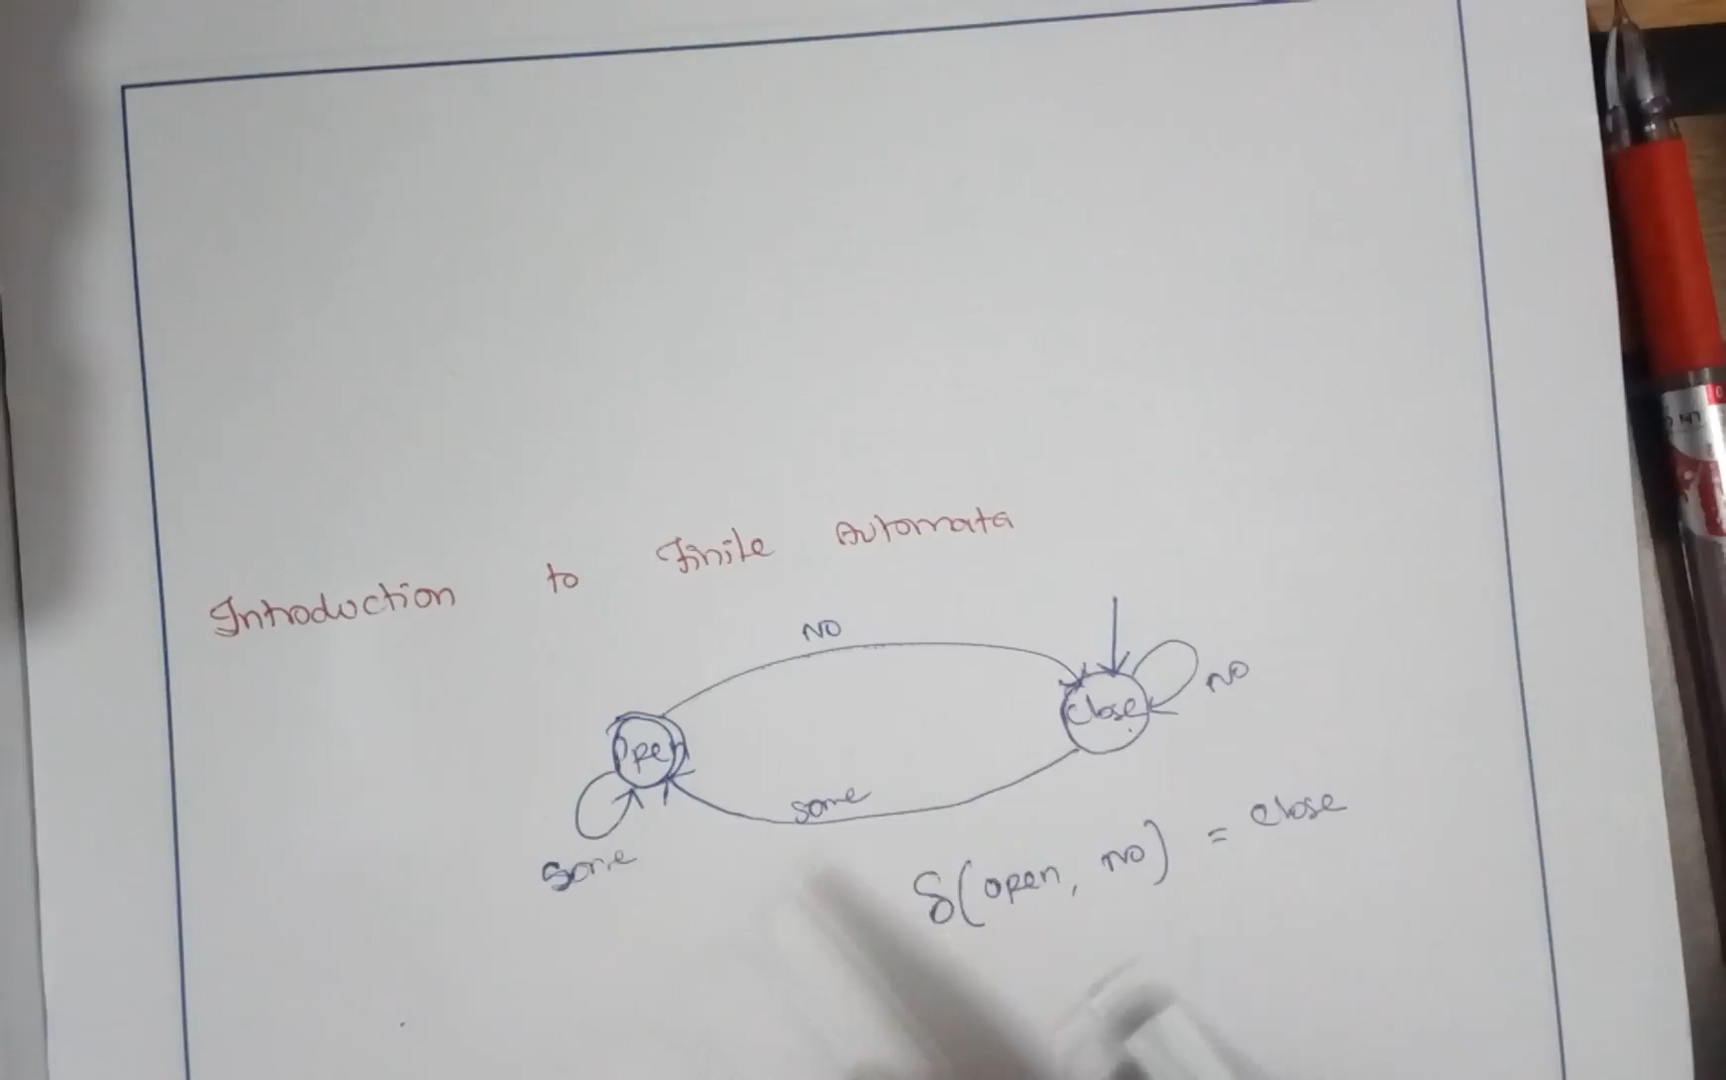 Introduction to Finite Automata
NO
Open
Close
NO
Some
Some
δ(open, no) = close